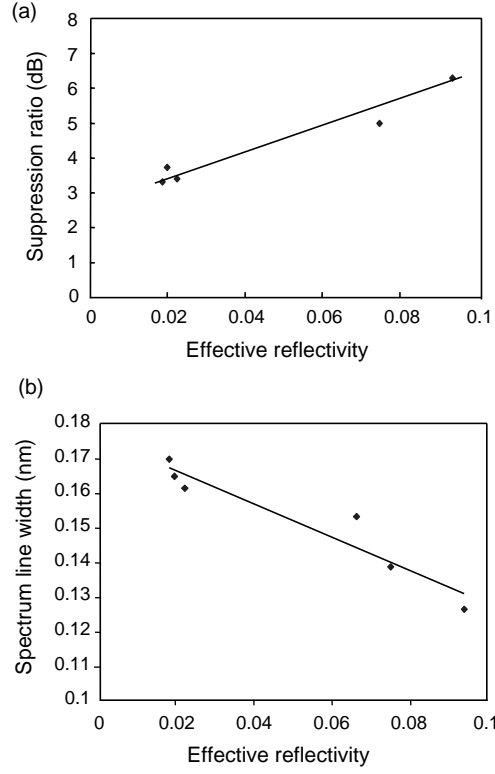 (a)
8
7
6
5
4
3
2
1
0
Suppression ratio (dB)
0 0.02 0.04 0.06 0.08 0.1
Effective reflectivity
(b)
0.18
0.17
0.16
0.15
0.14
0.13
0.12
0.11
0.1
Spectrum line width (nm)
0 0.02 0.04 0.06 0.08 0.1
Effective reflectivity